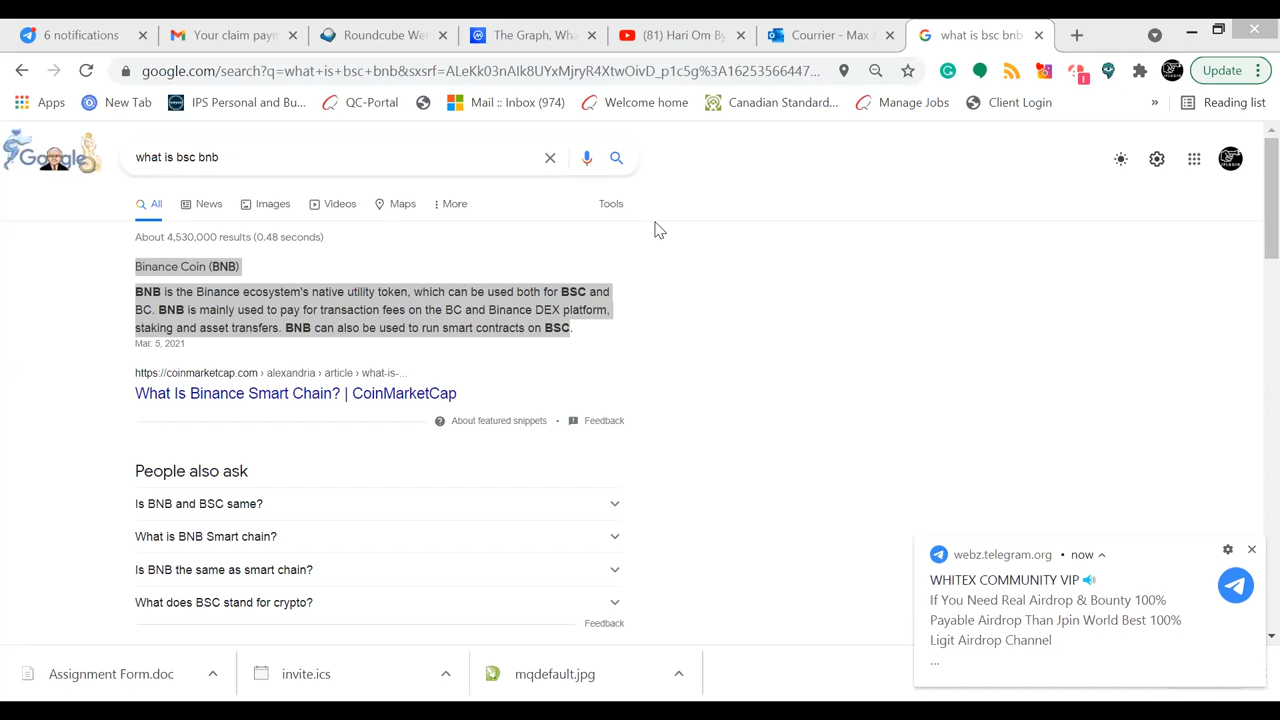 6 notifications
Your claim payn
Roundcube We
The Graph, Wha
(81) Hari Om By
Courrier - Max
what is bsc bnb
google.com/search?q=what+is+bsc+bnb&sxsrf=
Update
Apps
New Tab
IPS Personal and Bu...
QC-Portal
Mail :: Inbox (974)
Welcome home
Canadian Standard...
Manage Jobs
Client Login
»
Reading list
Google
what is bsc bnb
All
News
Images
Videos
Maps
More
Tools
About 4,530,000 results (0.48 seconds)
Binance Coin (BNB)
BNB is the Binance ecosystem's native utility token, which can be used both for BSC and
BC. BNB is mainly used to pay for transaction fees on the BC and Binance DEX platform,
staking and asset transfers. BNB can also be used to run smart contracts on BSC.
Mar. 5, 2021
https://coinmarketcap.com › alexandria › article › what-is-...
What Is Binance Smart Chain? | CoinMarketCap
About featured snippets • Feedback
People also ask
Is BNB and BSC same?
What is BNB Smart chain?
Is BNB the same as smart chain?
What does BSC stand for crypto?
Feedback
webz.telegram.org • now
WHITEX COMMUNITY VIP
If You Need Real Airdrop & Bounty 100%
Payable Airdrop Than Jpin World Best 100%
Ligit Airdrop Channel
...
Assignment Form.doc
invite.ics
mqdefault.jpg